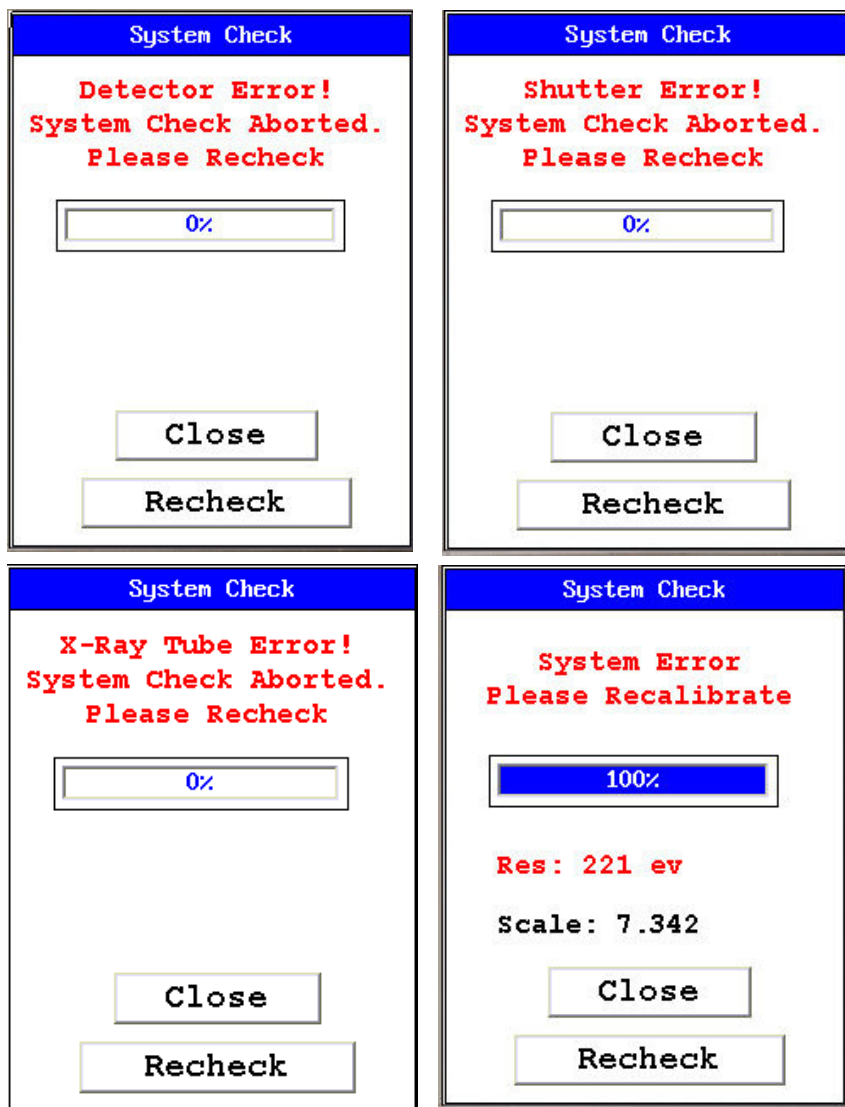 System Check
Detector Error!
System Check Aborted.
Please Recheck
0%
Close
Recheck
System Check
Shutter Error!
System Check Aborted.
Please Recheck
0%
Close
Recheck
System Check
X-Ray Tube Error!
System Check Aborted.
Please Recheck
0%
Close
Recheck
System Check
System Error
Please Recalibrate
100%
Res: 221 ev
Scale: 7.342
Close
Recheck